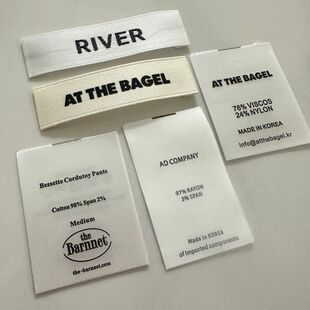 RIVER
AT THE BAGEL
AT THE BAGEL
76% VISCOS
24% NYLON
MADE IN KOREA
info@atthebagel.kr
AD COMPANY
97% RAYON
3% SPAN
Made In KOREA
of Imported components
Bessette Corduroy Pants
Cotton 98% Span 2%
Medium
the
Barnnet
the-barnnet.com